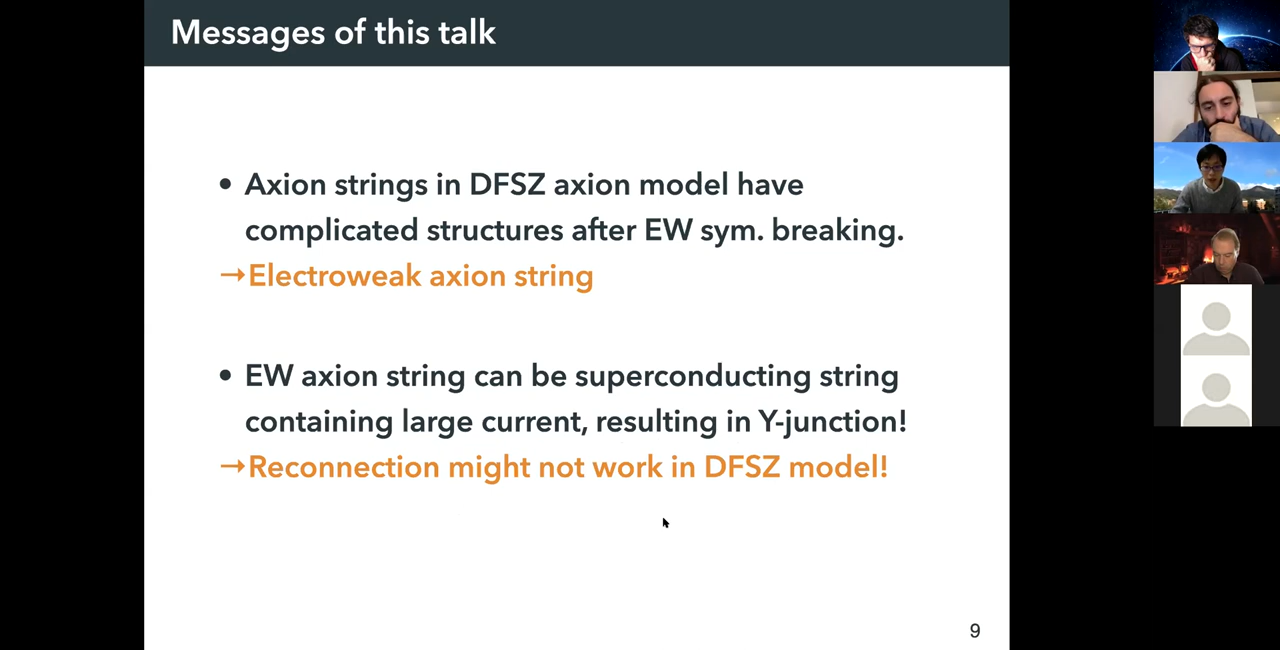 Messages of this talk
• Axion strings in DFSZ axion model have
complicated structures after EW sym. breaking.
→Electroweak axion string
• EW axion string can be superconducting string
containing large current, resulting in Y-junction!
→Reconnection might not work in DFSZ model!
9